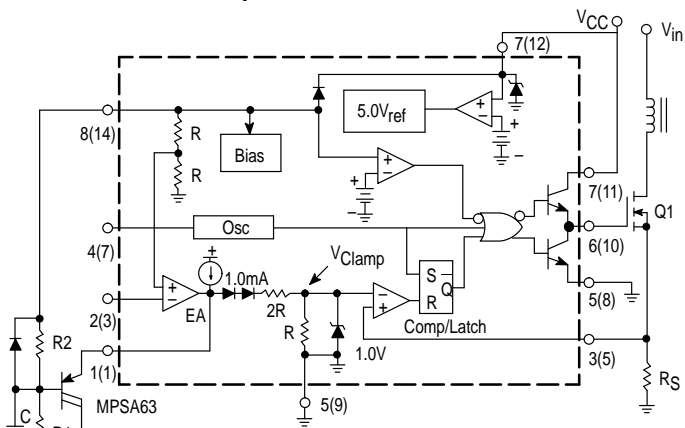 VCC
Vin
7(12)
8(14)
R
5.0Vref
+
−
+
−
Bias
R
+
−
+
−
7(11)
Q1
4(7)
Osc
6(10)
+
VClamp
1.0mA
S
Q
R
5(8)
+
−
EA
2R
−
+
2(3)
R
Comp/Latch
1.0V
3(5)
R2
1(1)
RS
5(9)
MPSA63
C